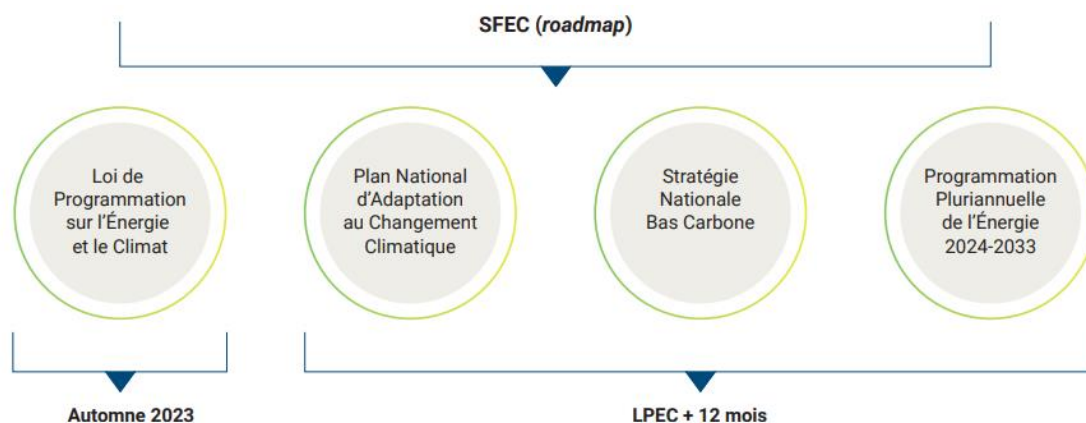 SFEC (roadmap)
Loi de
Programmation
sur l’Énergie
et le Climat
Plan National
d’Adaptation
au Changement
Climatique
Stratégie
Nationale
Bas Carbone
Programmation
Pluriannuelle
de l’Énergie
2024-2033
Automne 2023
LPEC + 12 mois